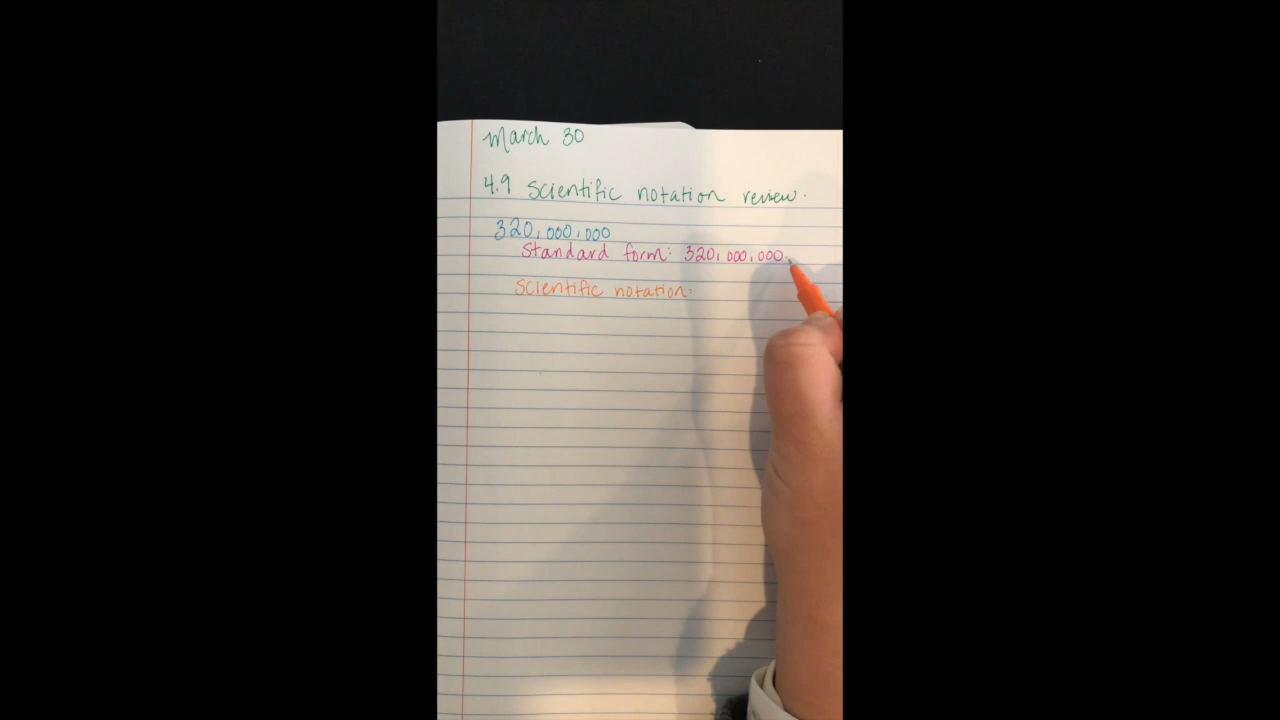 March 30
4.9 scientific notation review.
320,000,000
Standard form: 320,000,000.
scientific notation: